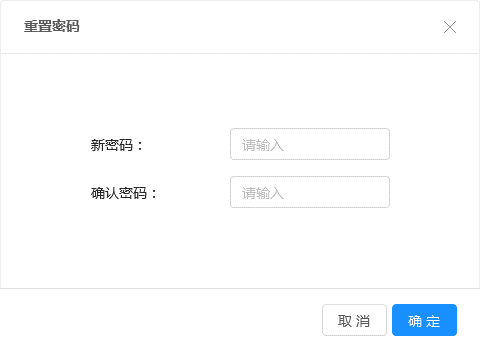 重置密码
新密码： 请输入
确认密码： 请输入
取 消 确 定